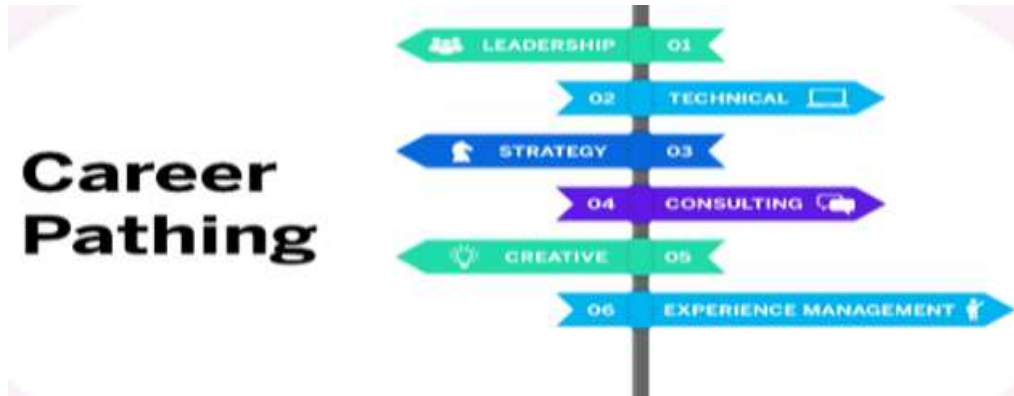 Career
Pathing
LEADERSHIP 01
02 TECHNICAL
STRATEGY 03
04 CONSULTING
CREATIVE 05
06 EXPERIENCE MANAGEMENT